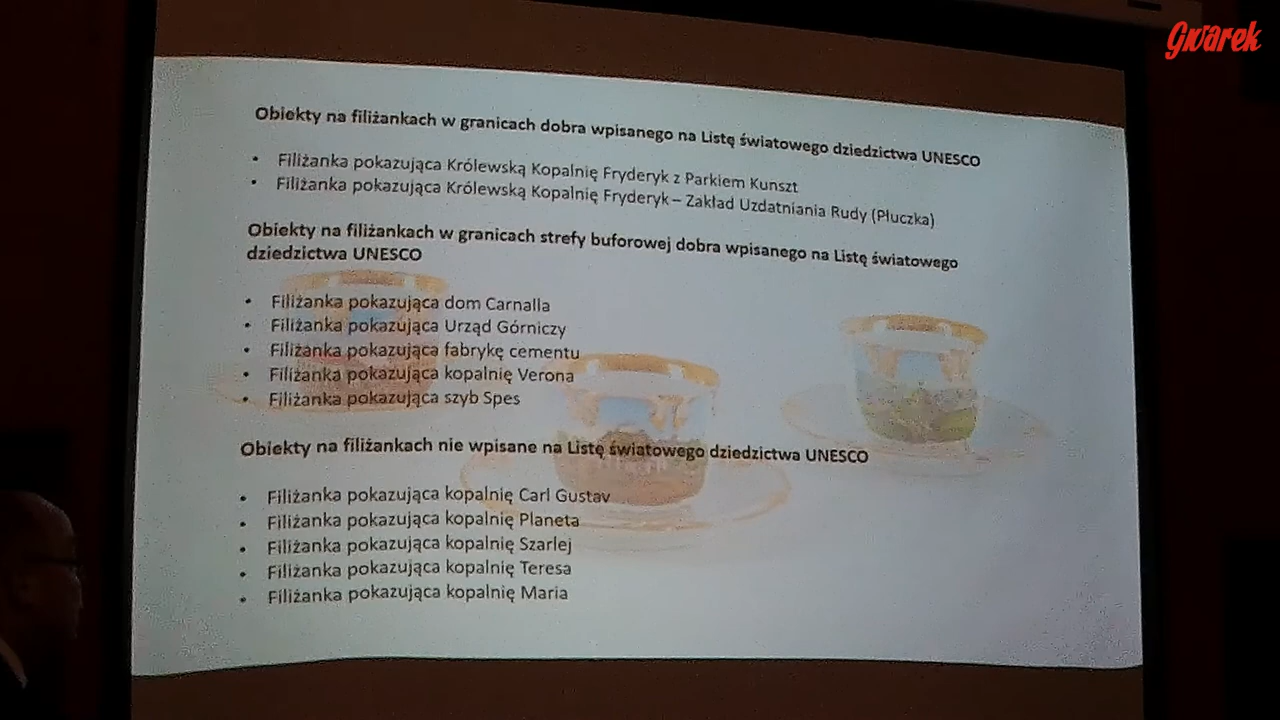 Gwarek
Obiekty na filiżankach w granicach dobra wpisanego na Listę światowego dziedzictwa UNESCO
• Filiżanka pokazująca Królewską Kopalnię Fryderyk z Parkiem Kunszt
• Filiżanka pokazująca Królewską Kopalnię Fryderyk – Zakład Uzdatniania Rudy (Płuczka)
Obiekty na filiżankach w granicach strefy buforowej dobra wpisanego na Listę światowego
dziedzictwa UNESCO
• Filiżanka pokazująca dom Carnalla
• Filiżanka pokazująca Urząd Górniczy
• Filiżanka pokazująca fabrykę cementu
• Filiżanka pokazująca kopalnię Verona
• Filiżanka pokazująca szyb Spes
Obiekty na filiżankach nie wpisane na Listę światowego dziedzictwa UNESCO
• Filiżanka pokazująca kopalnię Carl Gustav
• Filiżanka pokazująca kopalnię Planeta
• Filiżanka pokazująca kopalnię Szarlej
• Filiżanka pokazująca kopalnię Teresa
• Filiżanka pokazująca kopalnię Maria